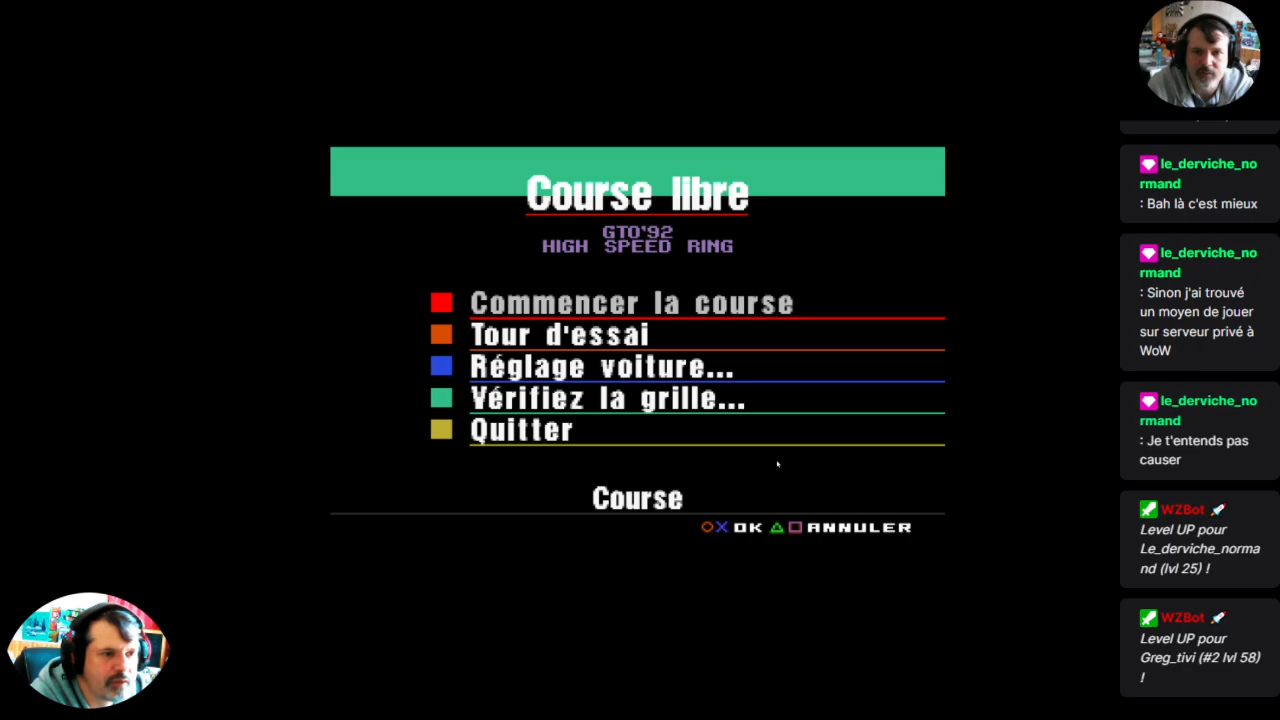 Course libre
GTO'92
HIGH SPEED RING
Commencer la course
Tour d'essai
Réglage voiture...
Vérifiez la grille...
Quitter
Course
OK ANNULER
le_derviche_no
rmand
: Bah là c'est mieux
le_derviche_no
rmand
: Sinon j'ai trouvé
un moyen de jouer
sur serveur privé à
WoW
le_derviche_no
rmand
: Je t'entends pas
causer
WZBot
Level UP pour
Le_derviche_norma
nd (lvl 25) !
WZBot
Level UP pour
Greg_tivi (#2 lvl 58)
!